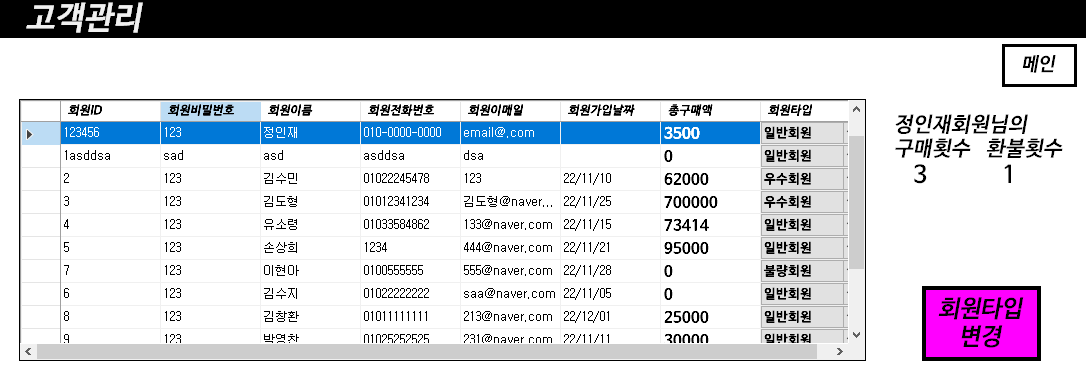 고객관리
메인
회원ID 회원비밀번호 회원이름 회원전화번호 회원이메일 회원가입날짜 총구매액 회원타입
123456 123 정인재 010-0000-0000 email@.com 3500 일반회원
1asddsa sad asd asddsa dsa 0 일반회원
2 123 김수민 01022245478 123 22/11/10 62000 우수회원
3 123 김도형 01012341234 김도형@naver... 22/11/25 700000 우수회원
4 123 유소령 01033584862 133@naver.com 22/11/15 73414 일반회원
5 123 손상희 1234 444@naver.com 22/11/21 95000 일반회원
7 123 이현아 0100555555 555@naver.com 22/11/28 0 불량회원
6 123 김수지 01022222222 saa@naver.com 22/11/05 0 일반회원
8 123 김창환 01011111111 213@naver.com 22/12/01 25000 일반회원
9 123 박영찬 01025252525 231@naver.com 22/11/11 30000 일반회원
정인재회원님의
구매횟수 환불횟수
3 1
회원타입
변경